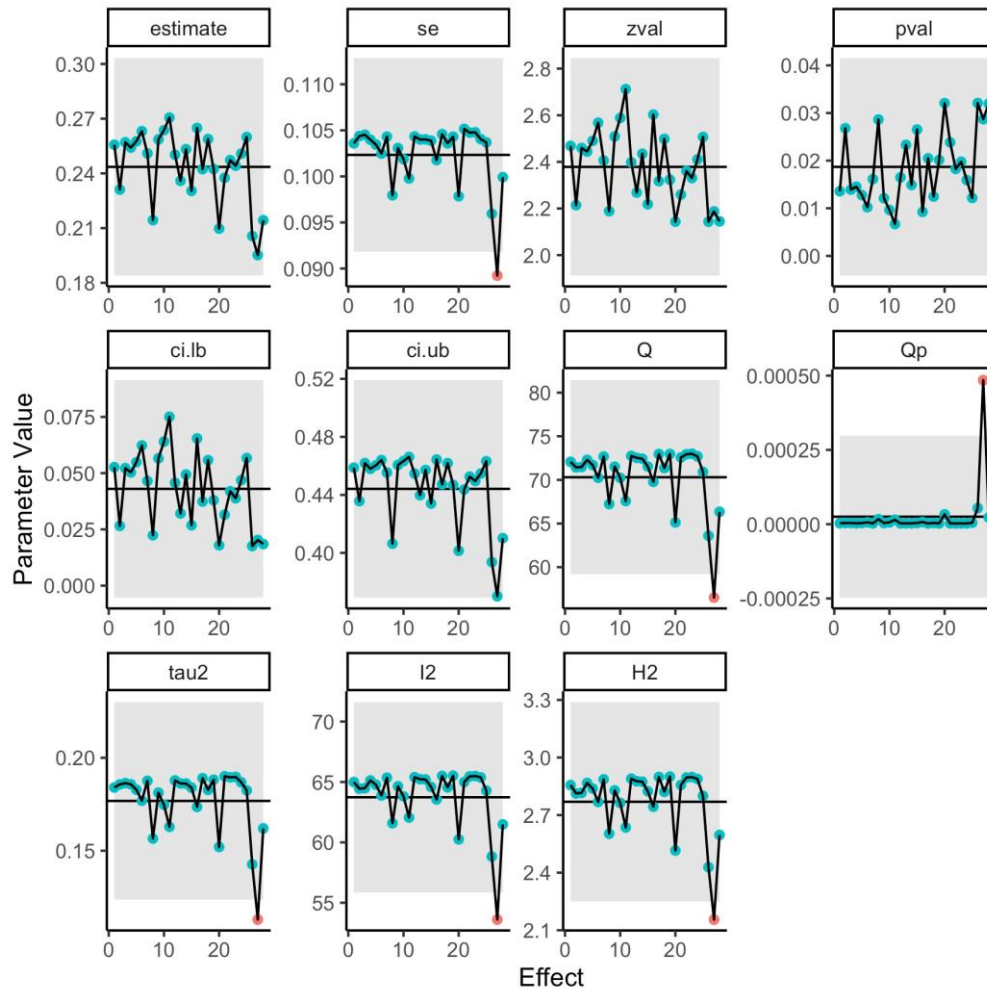 estimate
se
zval
pval
0.30
0.27
0.24
0.21
0.18
0.110
0.105
0.100
0.095
0.090
2.8
2.6
2.4
2.2
2.0
0.04
0.03
0.02
0.01
0.00
0 10 20
0 10 20
0 10 20
0 10 20
ci.lb
ci.ub
Q
Qp
Parameter Value
0.075
0.050
0.025
0.000
0.52
0.48
0.44
0.40
80
75
70
65
60
0.00050
0.00025
0.00000
-0.00025
0 10 20
0 10 20
0 10 20
0 10 20
tau2
I2
H2
0.20
0.15
70
65
60
55
3.3
3.0
2.7
2.4
2.1
0 10 20
0 10 20
0 10 20
Effect